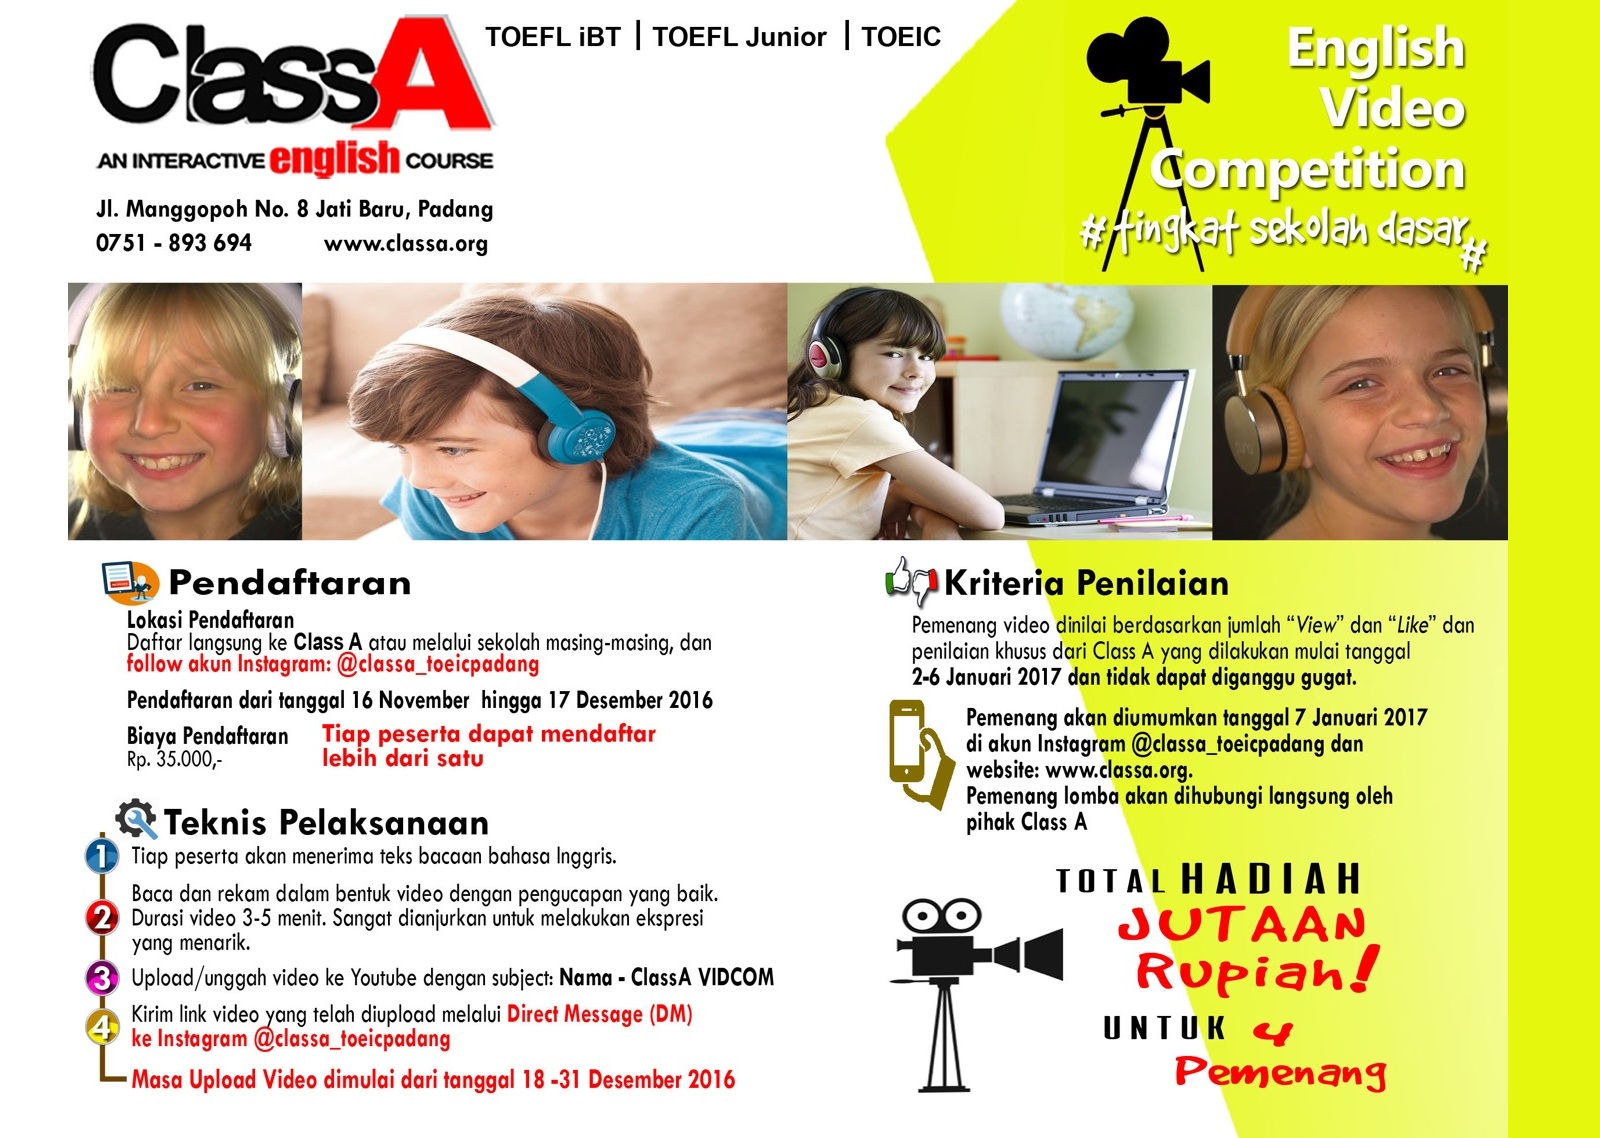 ClassA
AN INTERACTIVE english COURSE
TOEFL iBT | TOEFL Junior | TOEIC
Jl. Manggopoh No. 8 Jati Baru, Padang
0751 - 893 694 www.classa.org
English
Video
Competition
# tingkat sekolah dasar #
Pendaftaran
Lokasi Pendaftaran
Daftar langsung ke Class A atau melalui sekolah masing-masing, dan
follow akun Instagram: @classa_toeicpadang
Pendaftaran dari tanggal 16 November hingga 17 Desember 2016
Biaya Pendaftaran
Rp. 35.000,-
Tiap peserta dapat mendaftar
lebih dari satu
Teknis Pelaksanaan
1 Tiap peserta akan menerima teks bacaan bahasa Inggris.
Baca dan rekam dalam bentuk video dengan pengucapan yang baik.
2 Durasi video 3-5 menit. Sangat dianjurkan untuk melakukan ekspresi
yang menarik.
3 Upload/unggah video ke Youtube dengan subject: Nama - ClassA VIDCOM
4 Kirim link video yang telah diupload melalui Direct Message (DM)
ke Instagram @classa_toeicpadang
Masa Upload Video dimulai dari tanggal 18 -31 Desember 2016
Kriteria Penilaian
Pemenang video dinilai berdasarkan jumlah “View” dan “Like” dan
penilaian khusus dari Class A yang dilakukan mulai tanggal
2-6 Januari 2017 dan tidak dapat diganggu gugat.
Pemenang akan diumumkan tanggal 7 Januari 2017
di akun Instagram @classa_toeicpadang dan
website: www.classa.org.
Pemenang lomba akan dihubungi langsung oleh
pihak Class A
TOTAL HADIAH
JUTAAN
Rupiah!
UNTUK 4
Pemenang